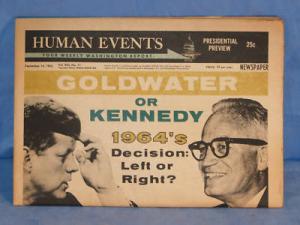 HUMAN EVENTS
YOUR WEEKLY WASHINGTON REPORT
PRESIDENTIAL
PREVIEW
25c
NEWSPAPER
GOLDWATER
OR
KENNEDY
1964's
Decision:
Left or
Right?